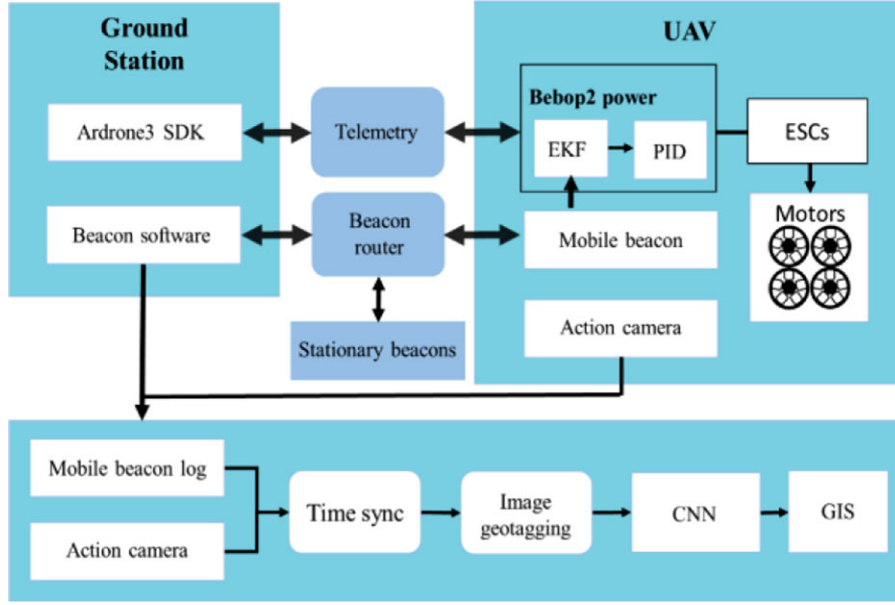 Ground
Station
Ardrone3 SDK
Beacon software
Telemetry
Beacon
router
Stationary beacons
UAV
Bebop2 power
EKF
PID
Mobile beacon
Action camera
ESCs
Motors
Mobile beacon log
Action camera
Time sync
Image
geotagging
CNN
GIS